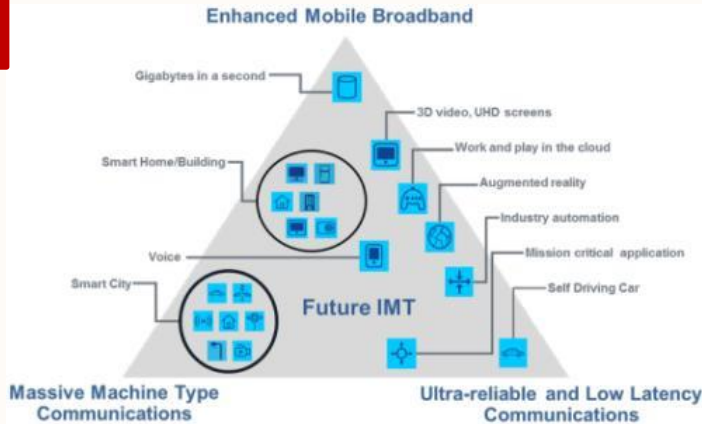 Enhanced Mobile Broadband
Gigabytes in a second
3D video, UHD screens
Smart Home/Building
Work and play in the cloud
Augmented reality
Industry automation
Voice
Mission critical application
Smart City
Self Driving Car
Future IMT
Massive Machine Type
Communications
Ultra-reliable and Low Latency
Communications